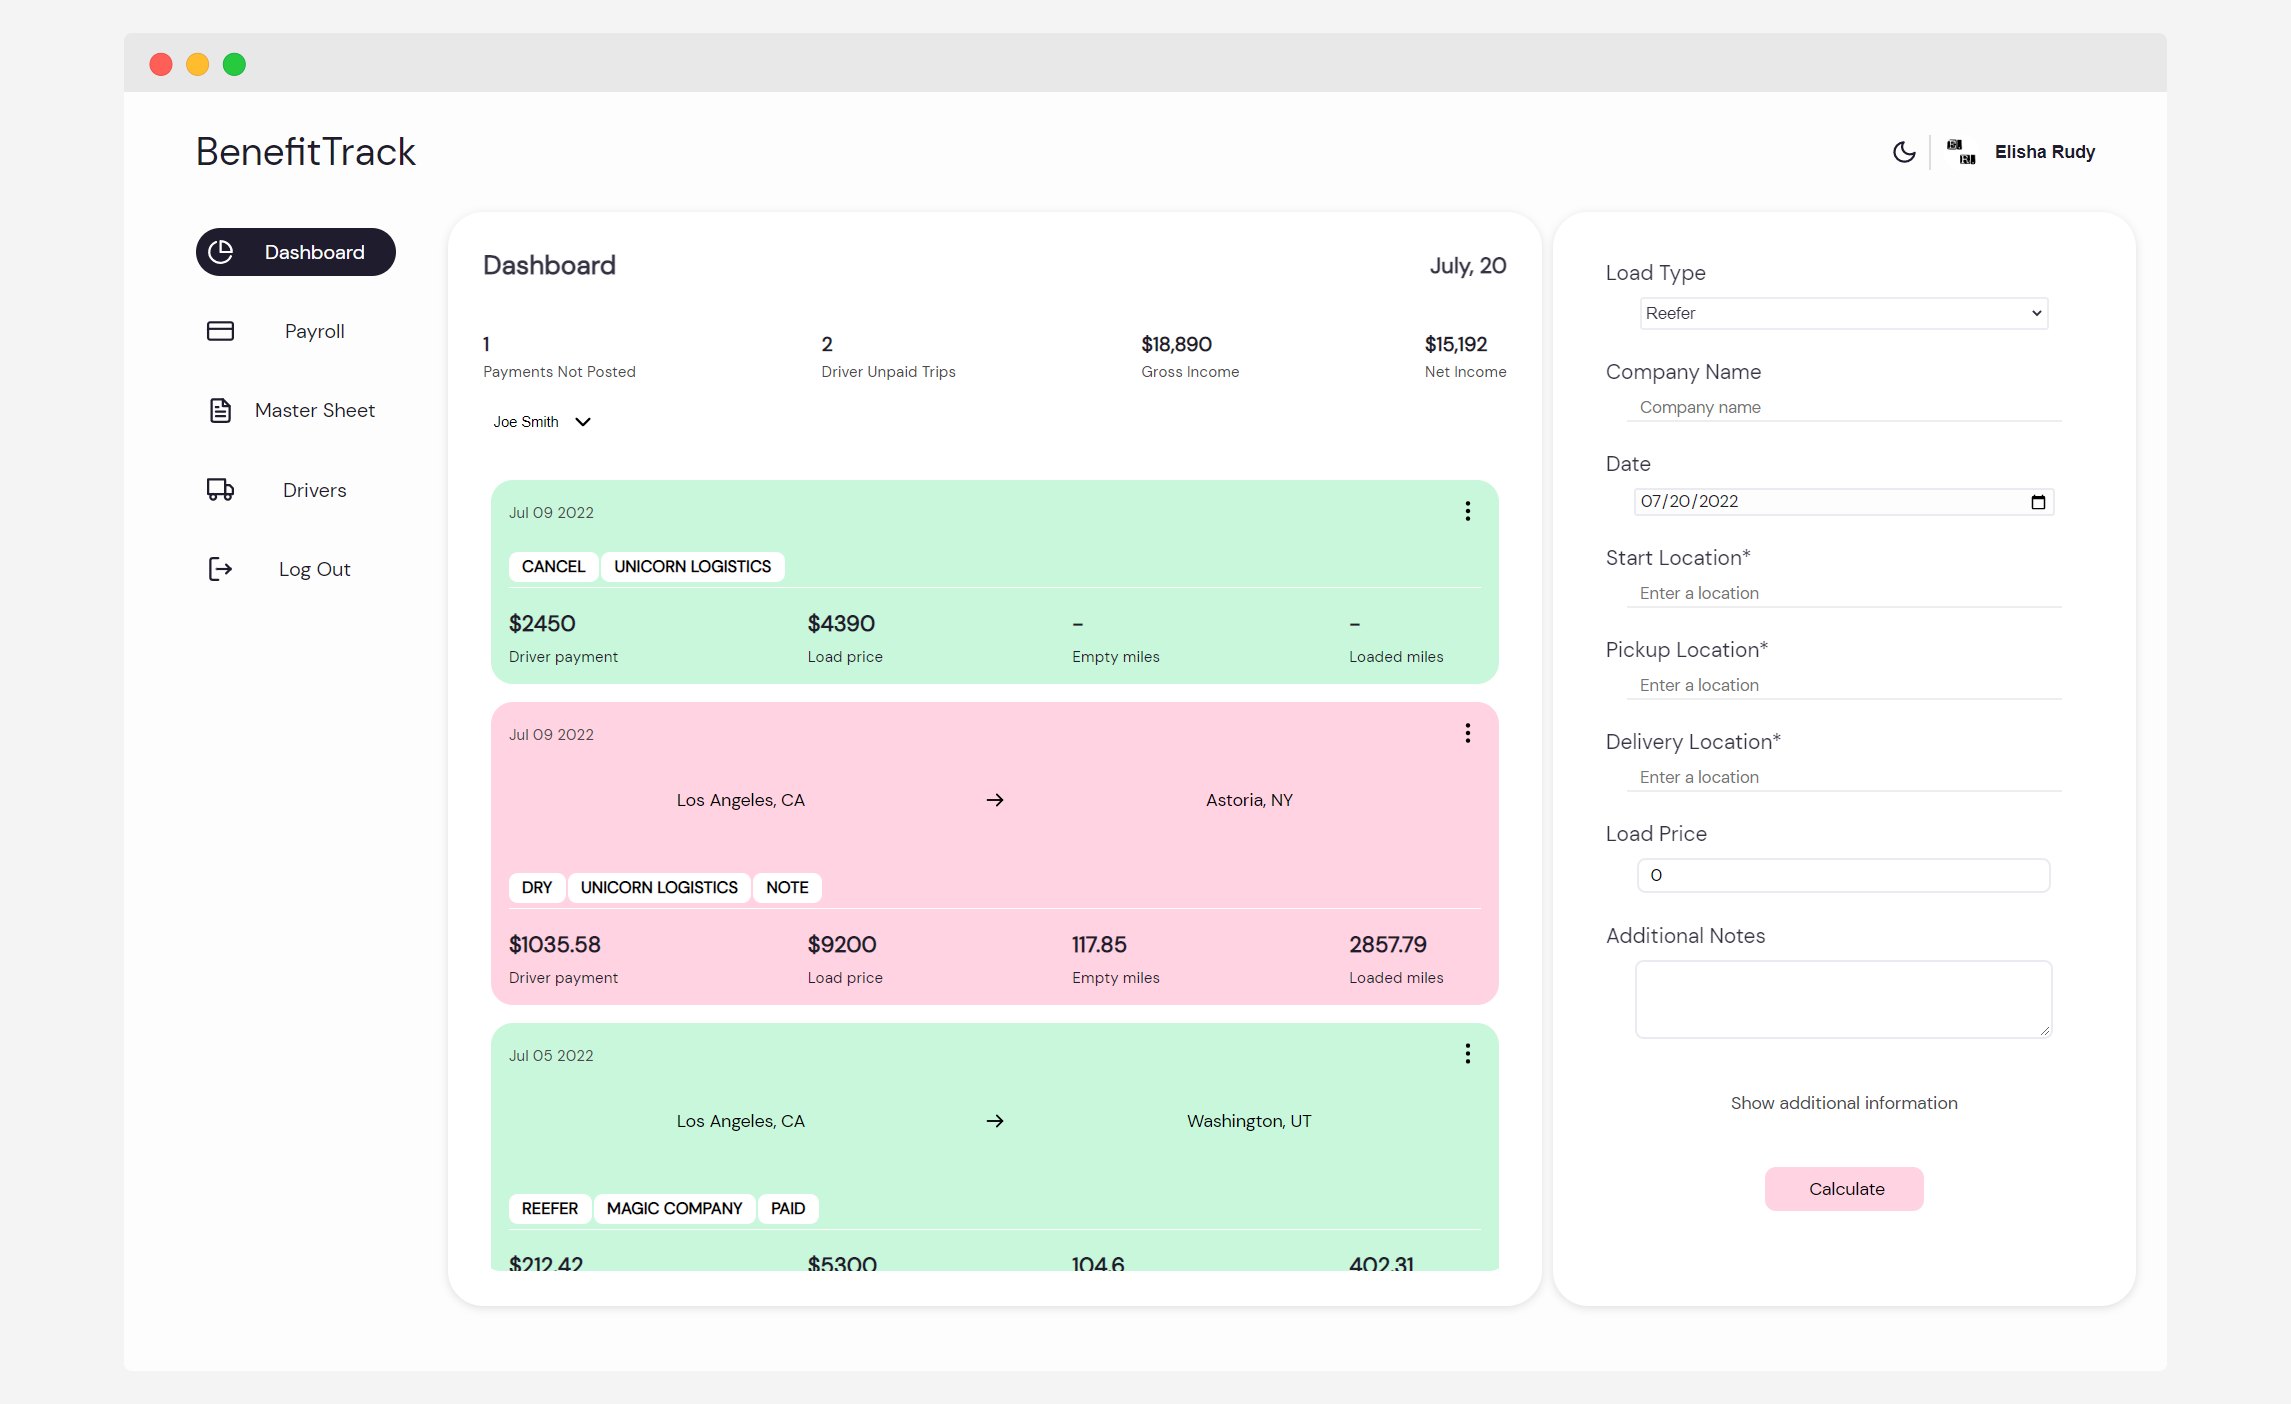 BenefitTrack
ER
Elisha Rudy
Dashboard
Payroll
Master Sheet
Drivers
Log Out
Dashboard
July, 20
1
Payments Not Posted
2
Driver Unpaid Trips
$18,890
Gross Income
$15,192
Net Income
Joe Smith
Jul 09 2022
CANCEL UNICORN LOGISTICS
$2450 $4390 - -
Driver payment Load price Empty miles Loaded miles
Jul 09 2022
Los Angeles, CA → Astoria, NY
DRY UNICORN LOGISTICS NOTE
$1035.58 $9200 117.85 2857.79
Driver payment Load price Empty miles Loaded miles
Jul 05 2022
Los Angeles, CA → Washington, UT
REEFER MAGIC COMPANY PAID
$212.42 $5300 104.6 402.31
Load Type
Reefer
Company Name
Company name
Date
07/20/2022
Start Location*
Enter a location
Pickup Location*
Enter a location
Delivery Location*
Enter a location
Load Price
0
Additional Notes
Show additional information
Calculate